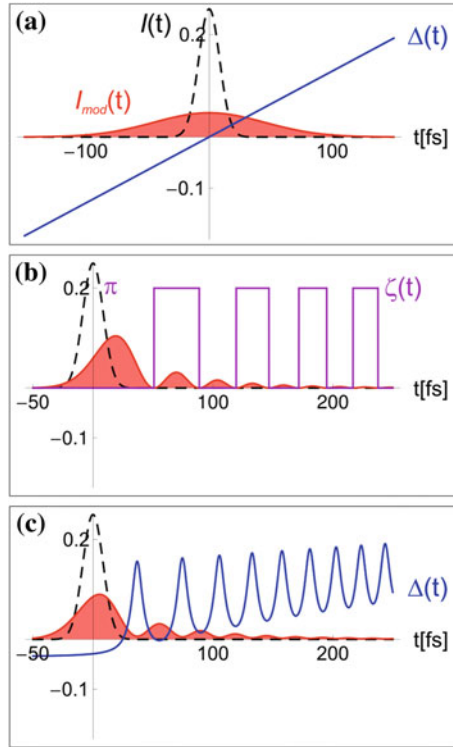 (a) I(t) Δ(t)
0.2
I_mod(t)
−100 100 t[fs]
−0.1
(b) 0.2 π ζ(t)
−50 100 200 t[fs]
−0.1
(c) 0.2 Δ(t)
−50 100 200 t[fs]
−0.1